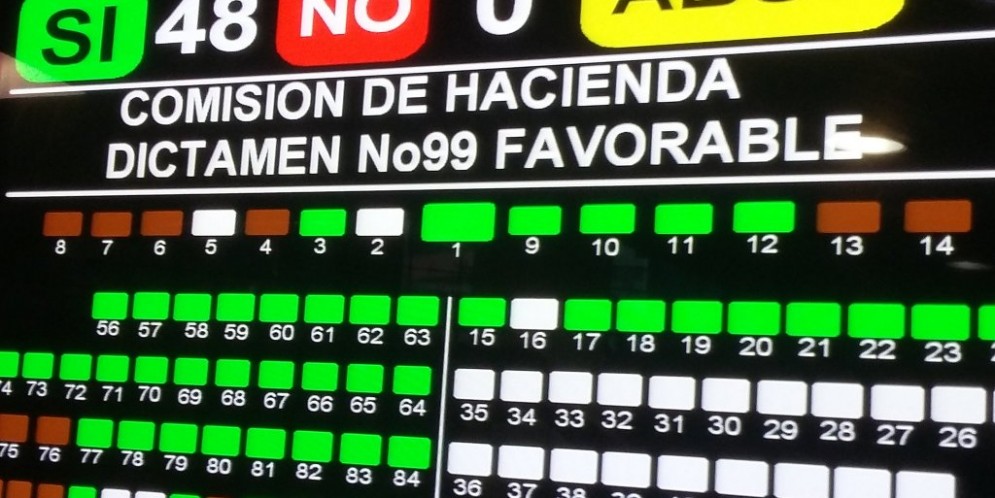 SI 48 NO 0
COMISION DE HACIENDA
DICTAMEN No99 FAVORABLE
8 7 6 5 4 3 2 1 9 10 11 12 13 14
56 57 58 59 60 61 62 63 15 16 17 18 19 20 21 22 23
73 72 71 70 69 68 67 66 65 64 35 34 33 32 31 30 29 28 27 26
75 76 77 78 79 80 81 82 83 84 36 37 38